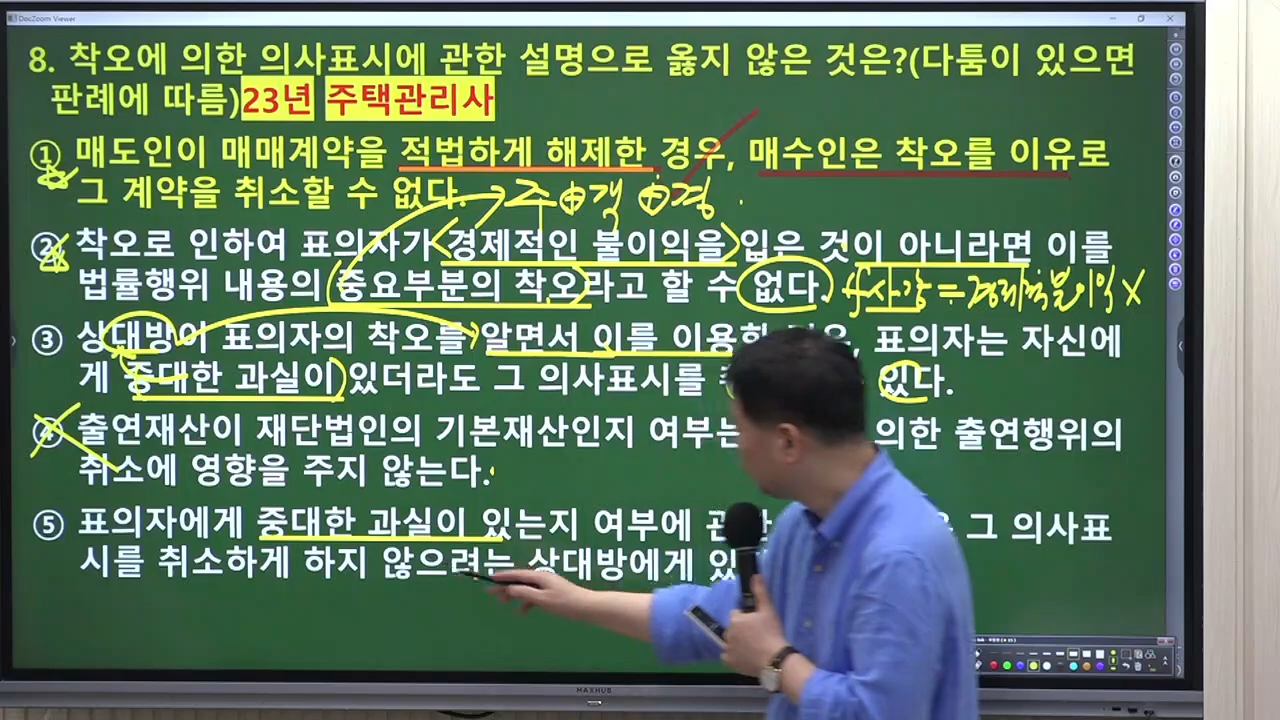 DocZoom Viewer
8. 착오에 의한 의사표시에 관한 설명으로 옳지 않은 것은?(다툼이 있으면
판례에 따름)23년 주택관리사
① 매도인이 매매계약을 적법하게 해제한 경우, 매수인은 착오를 이유로
그 계약을 취소할 수 없다.
② 착오로 인하여 표의자가 경제적인 불이익을 입은 것이 아니라면 이를
법률행위 내용의 중요부분의 착오라고 할 수 없다.
③ 상대방이 표의자의 착오를 알면서 이를 이용한 표의자는 자신에
게 중대한 과실이 있더라도 그 의사표시를 있다.
④ 출연재산이 재단법인의 기본재산인지 여부는 의한 출연행위의
취소에 영향을 주지 않는다.
⑤ 표의자에게 중대한 과실이 있는지 여부에 그 의사표
시를 취소하게 하지 않으려는 상대방에게
MAXHUB